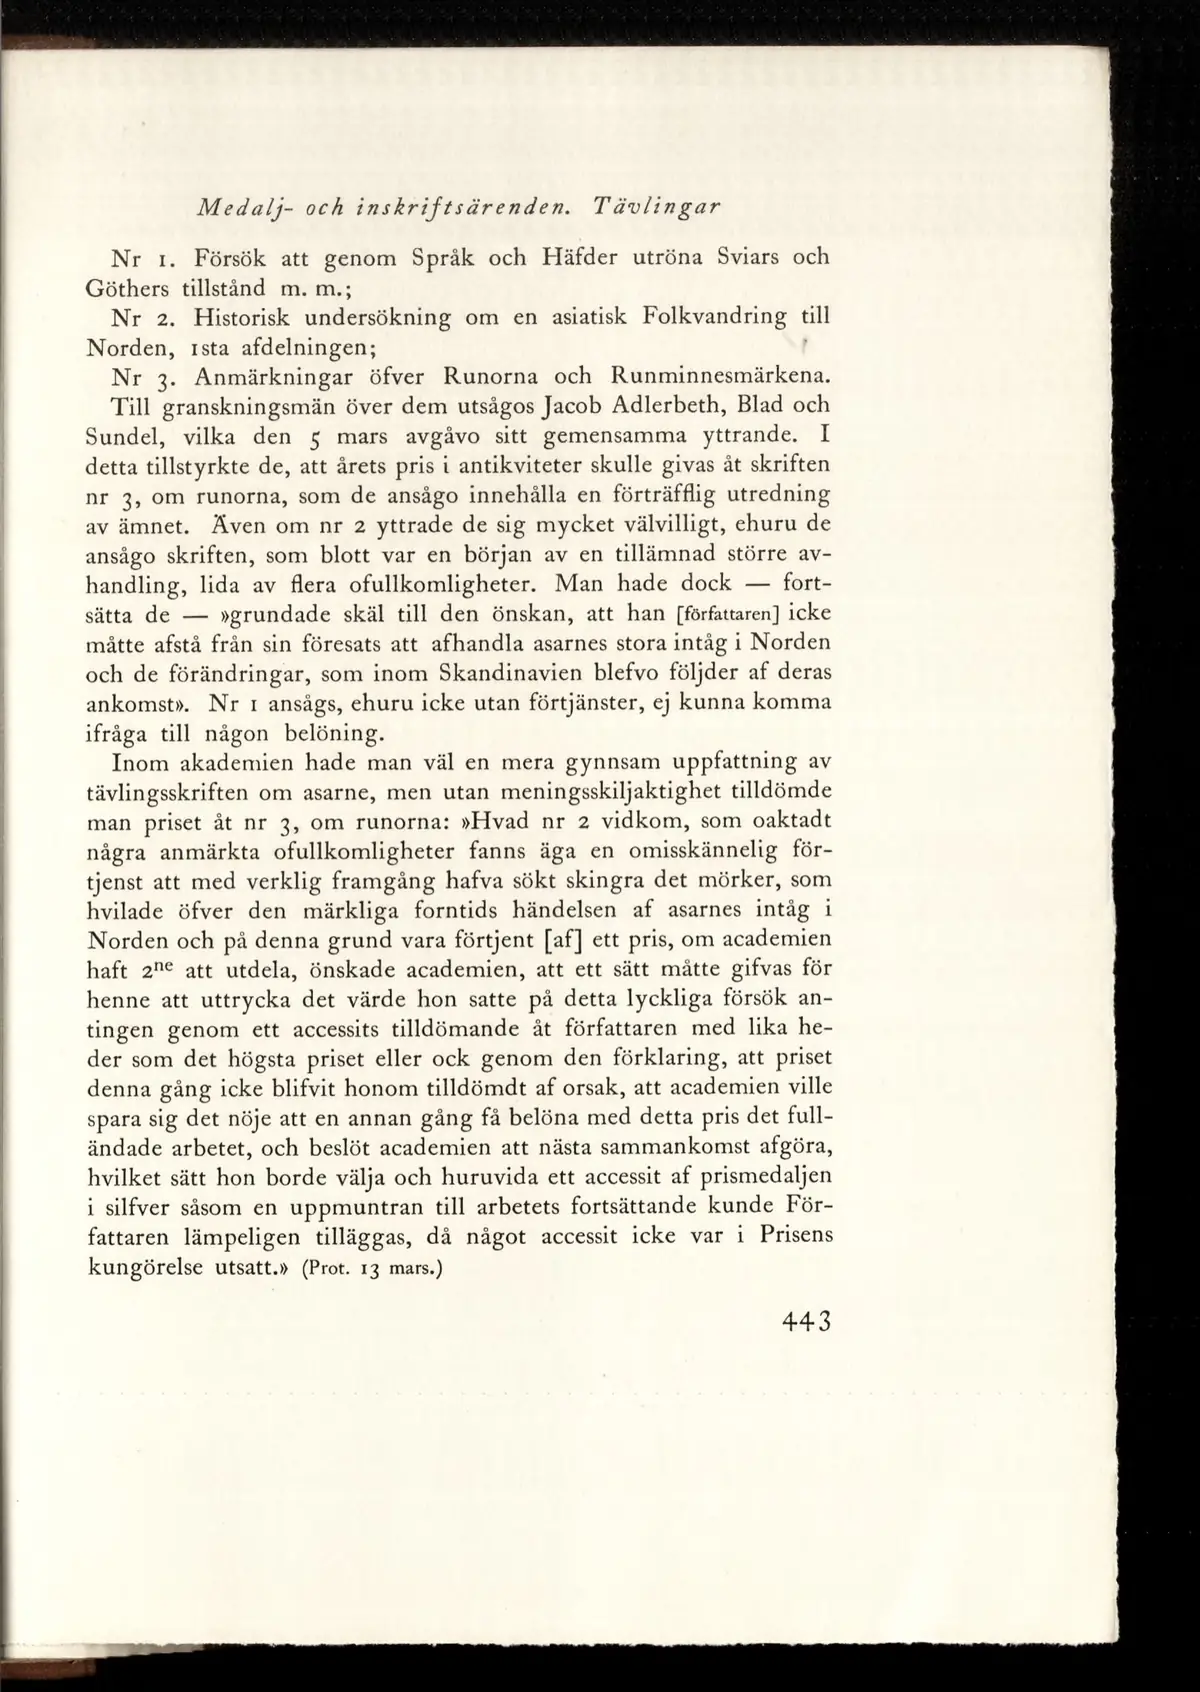 Medalj- och inskriftsärenden. Tävlingar
Nr 1. Försök att genom Språk och Häfder utröna Sviars och
Göthers tillstånd m. m.;
Nr 2. Historisk undersökning om en asiatisk Folkvandring till
Norden, 1sta afdelningen;
Nr 3. Anmärkningar öfver Runorna och Runminnesmärkena.
Till granskningsmän över dem utsågos Jacob Adlerbeth, Blad och
Sundel, vilka den 5 mars avgåvo sitt gemensamma yttrande. I
detta tillstyrkte de, att årets pris i antikviteter skulle givas åt skriften
nr 3, om runorna, som de ansågo innehålla en förträfflig utredning
av ämnet. Även om nr 2 yttrade de sig mycket välvilligt, ehuru de
ansågo skriften, som blott var en början av en tillämnad större av-
handling, lida av flera ofullkomligheter. Man hade dock — fort-
sätta de — »grundade skäl till den önskan, att han [författaren] icke
måtte afstå från sin föresats att afhandla asarnes stora intåg i Norden
och de förändringar, som inom Skandinavien blefvo följder af deras
ankomst». Nr 1 ansågs, ehuru icke utan förtjänster, ej kunna komma
ifråga till någon belöning.
Inom akademien hade man väl en mera gynnsam uppfattning av
tävlingsskriften om asarne, men utan meningsskiljaktighet tilldömde
man priset åt nr 3, om runorna: »Hvad nr 2 vidkom, som oaktadt
några anmärkta ofullkomligheter fanns äga en omisskännelig för-
tjenst att med verklig framgång hafva sökt skingra det mörker, som
hvilade öfver den märkliga forntids händelsen af asarnes intåg i
Norden och på denna grund vara förtjent [af] ett pris, om academien
haft 2ne att utdela, önskade academien, att ett sätt måtte gifvas för
henne att uttrycka det värde hon satte på detta lyckliga försök an-
tingen genom ett accessits tilldömande åt författaren med lika he-
der som det högsta priset eller ock genom den förklaring, att priset
denna gång icke blifvit honom tilldömdt af orsak, att academien ville
spara sig det nöje att en annan gång få belöna med detta pris det full-
ändade arbetet, och beslöt academien att nästa sammankomst afgöra,
hvilket sätt hon borde välja och huruvida ett accessit af prismedaljen
i silfver såsom en uppmuntran till arbetets fortsättande kunde För-
fattaren lämpeligen tilläggas, då något accessit icke var i Prisens
kungörelse utsatt.» (Prot. 13 mars.)
443